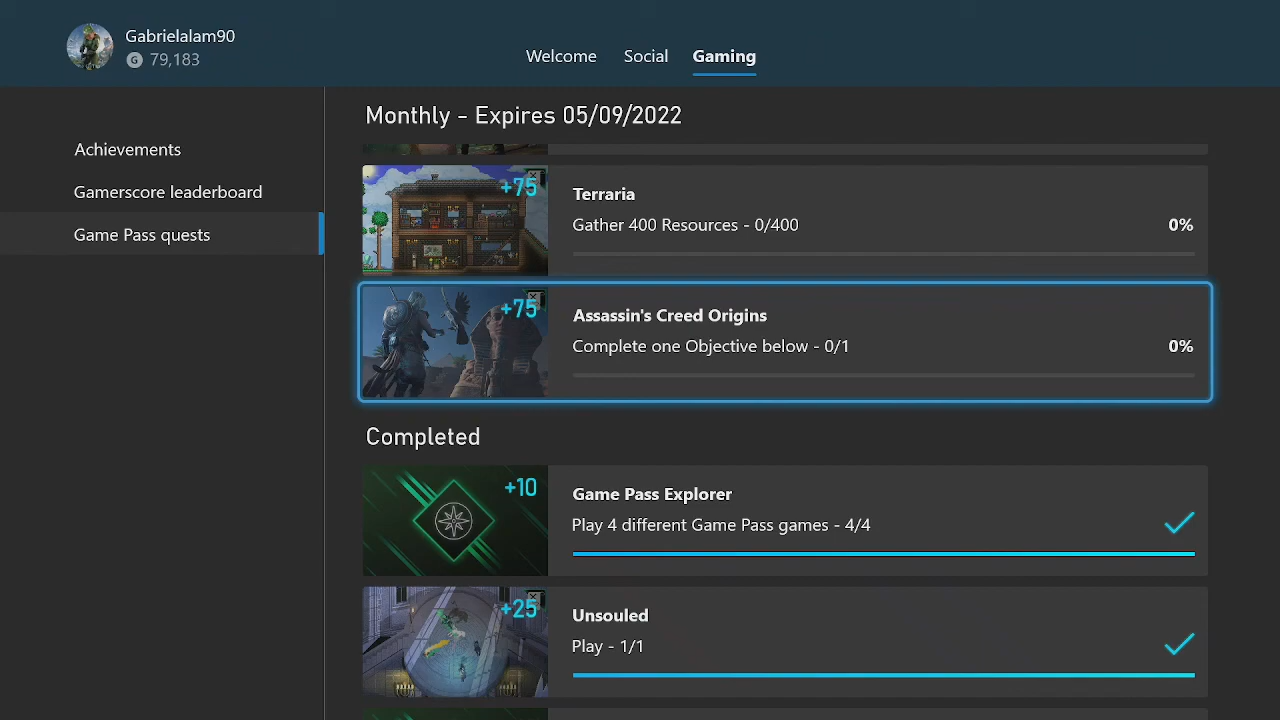 Gabrielalam90
G 79,183
Welcome
Social
Gaming
Achievements
Gamerscore leaderboard
Game Pass quests
Monthly - Expires 05/09/2022
+75
Terraria
Gather 400 Resources - 0/400
0%
+75
Assassin's Creed Origins
Complete one Objective below - 0/1
0%
Completed
+10
Game Pass Explorer
Play 4 different Game Pass games - 4/4
+25
Unsouled
Play - 1/1